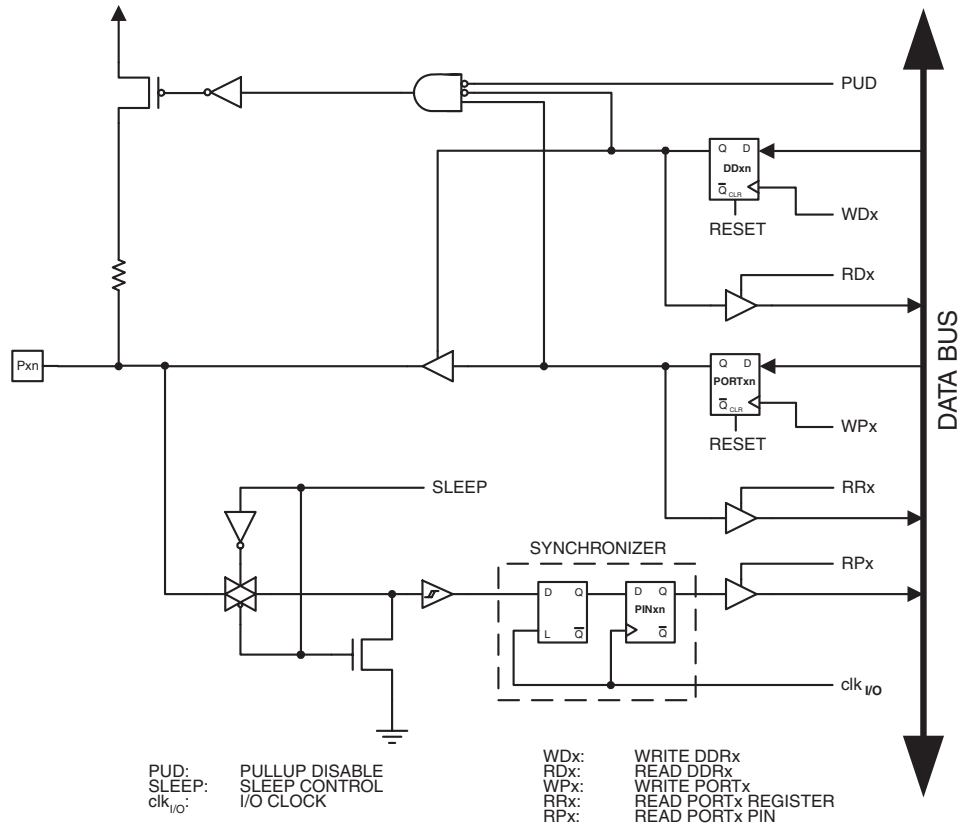 PUD
Q D
DDxn
Q CLR
WDx
RESET
RDx
Pxn
Q D
PORTxn
Q CLR
WPx
RESET
DATA BUS
SLEEP
RRx
SYNCHRONIZER
RPx
D Q
L Q
D Q
PINxn
Q
clk I/O
PUD: PULLUP DISABLE
SLEEP: SLEEP CONTROL
clkI/O: I/O CLOCK
WDx: WRITE DDRx
RDx: READ DDRx
WPx: WRITE PORTx
RRx: READ PORTx REGISTER
RPx: READ PORTx PIN